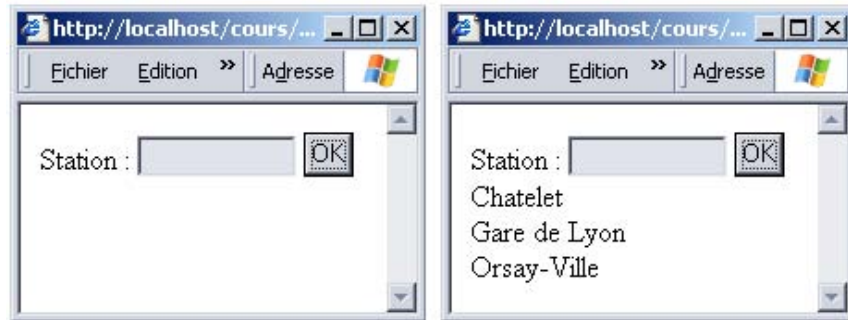 http://localhost/cours/...
Fichier Edition » Adresse
Station : OK
http://localhost/cours/...
Fichier Edition » Adresse
Station : OK
Chatelet
Gare de Lyon
Orsay-Ville